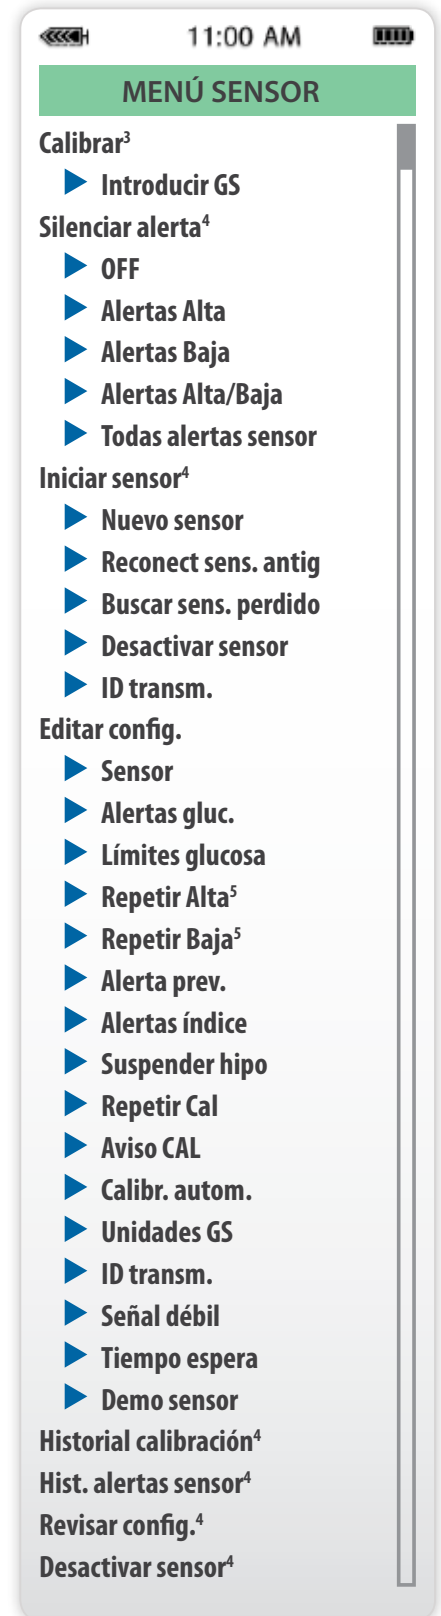 11:00 AM
MENÚ SENSOR
Calibrar³
Introducir GS
Silenciar alerta⁴
OFF
Alertas Alta
Alertas Baja
Alertas Alta/Baja
Todas alertas sensor
Iniciar sensor⁴
Nuevo sensor
Reconect sens. antig
Buscar sens. perdido
Desactivar sensor
ID transm.
Editar config.
Sensor
Alertas gluc.
Límites glucosa
Repetir Alta⁵
Repetir Baja⁵
Alerta prev.
Alertas índice
Suspender hipo
Repetir Cal
Aviso CAL
Calibr. autom.
Unidades GS
ID transm.
Señal débil
Tiempo espera
Demo sensor
Historial calibración⁴
Hist. alertas sensor⁴
Revisar config.⁴
Desactivar sensor⁴